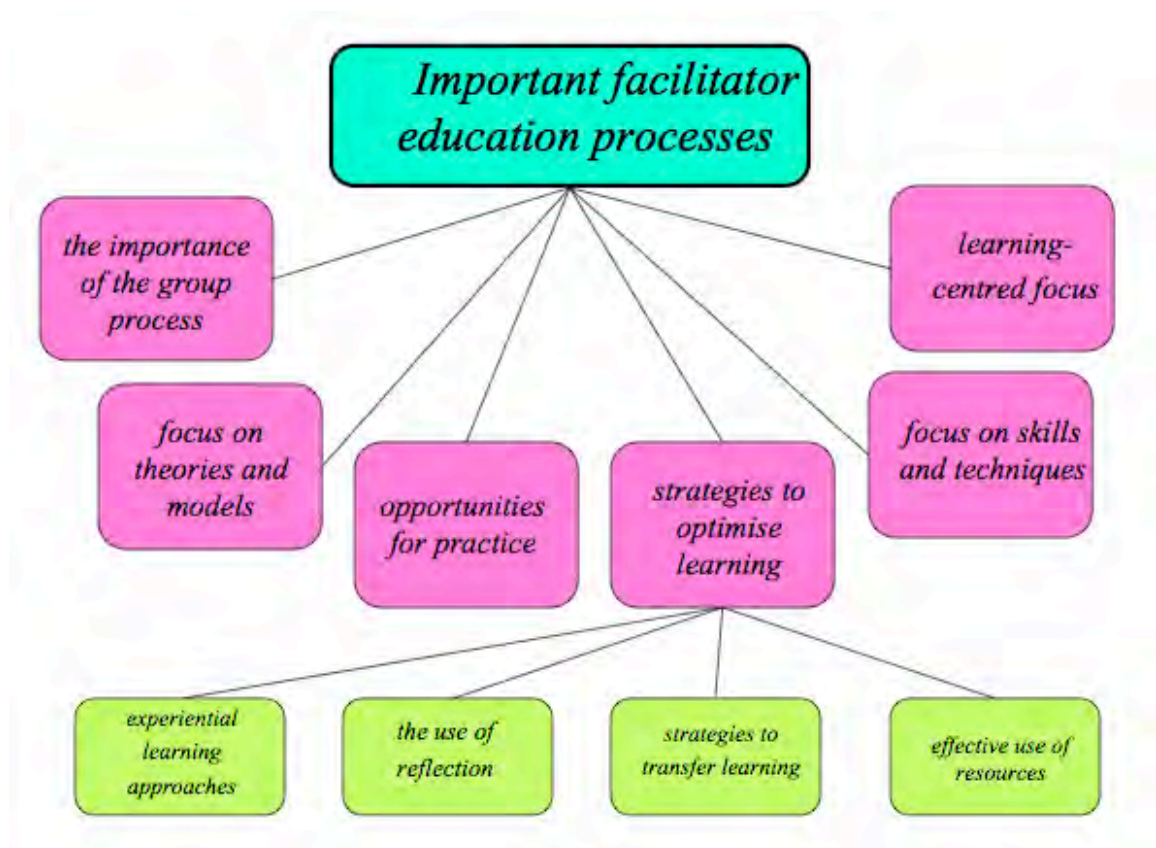 Important facilitator
education processes
the importance
of the group
process
learning-
centred focus
focus on
theories and
models
opportunities
for practice
strategies to
optimise
learning
focus on skills
and techniques
experiential
learning
approaches
the use of
reflection
strategies to
transfer learning
effective use of
resources